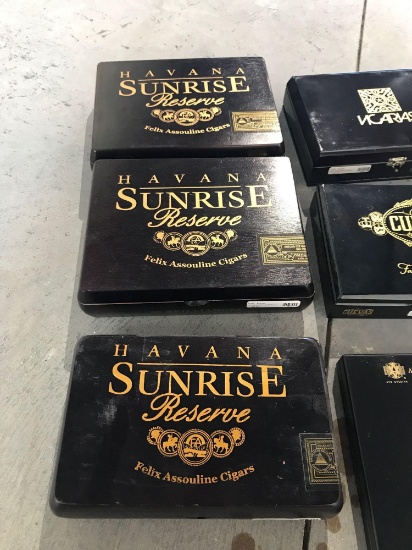 HAVANA
SUNRISE
Reserve
Felix Assouline Cigars
HAVANA
SUNRISE
Reserve
Felix Assouline Cigars
HAVANA
SUNRISE
Reserve
Felix Assouline Cigars
VICARIAS